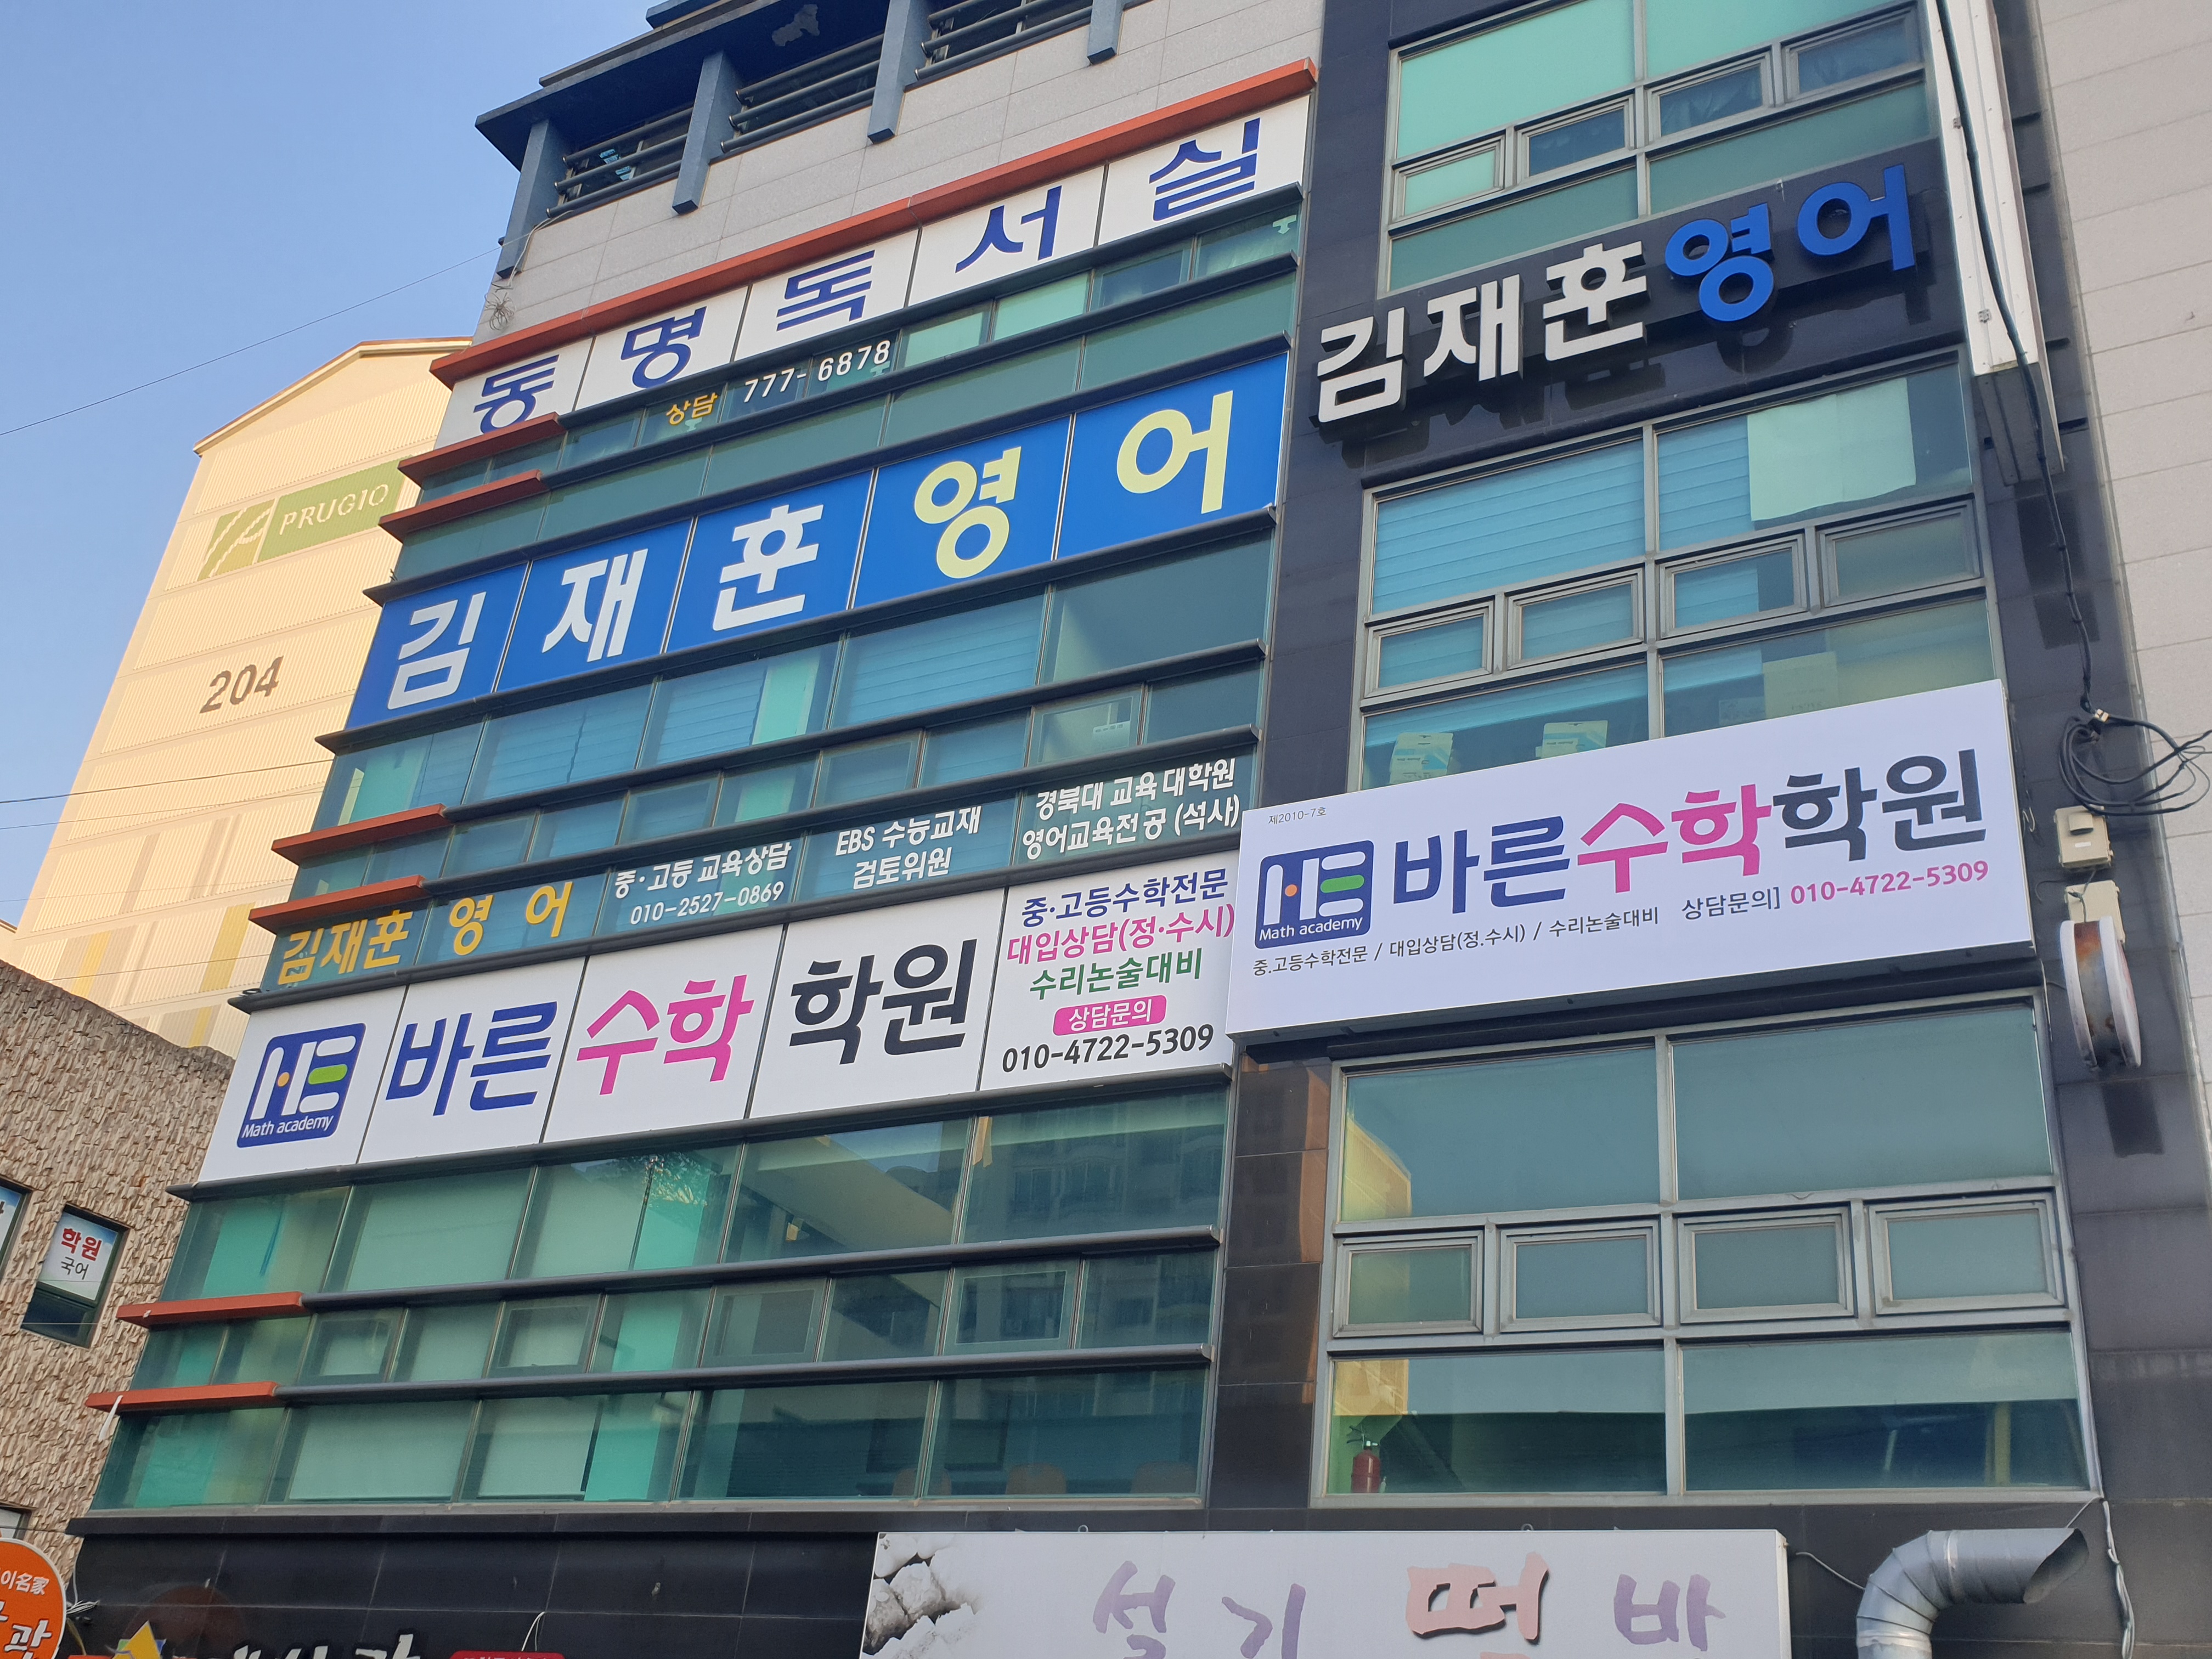 동명독서실
상담 777-6878
김재훈영어
김재훈영어
PRUGIO
204
김재훈 영어
중·고등 교육상담
010-2527-0869
EBS 수능교재
검토위원
경북대 교육대학원
영어교육전공 (석사)
Math academy
바른수학학원
중·고등수학전문
대입상담(정·수시)
수리논술대비
상담문의
010-4722-5309
제2010-7호
Math academy
바른수학학원
중.고등수학전문 / 대입상담(정.수시) / 수리논술대비 상담문의] 010-4722-5309
학원
국어
설기떡바